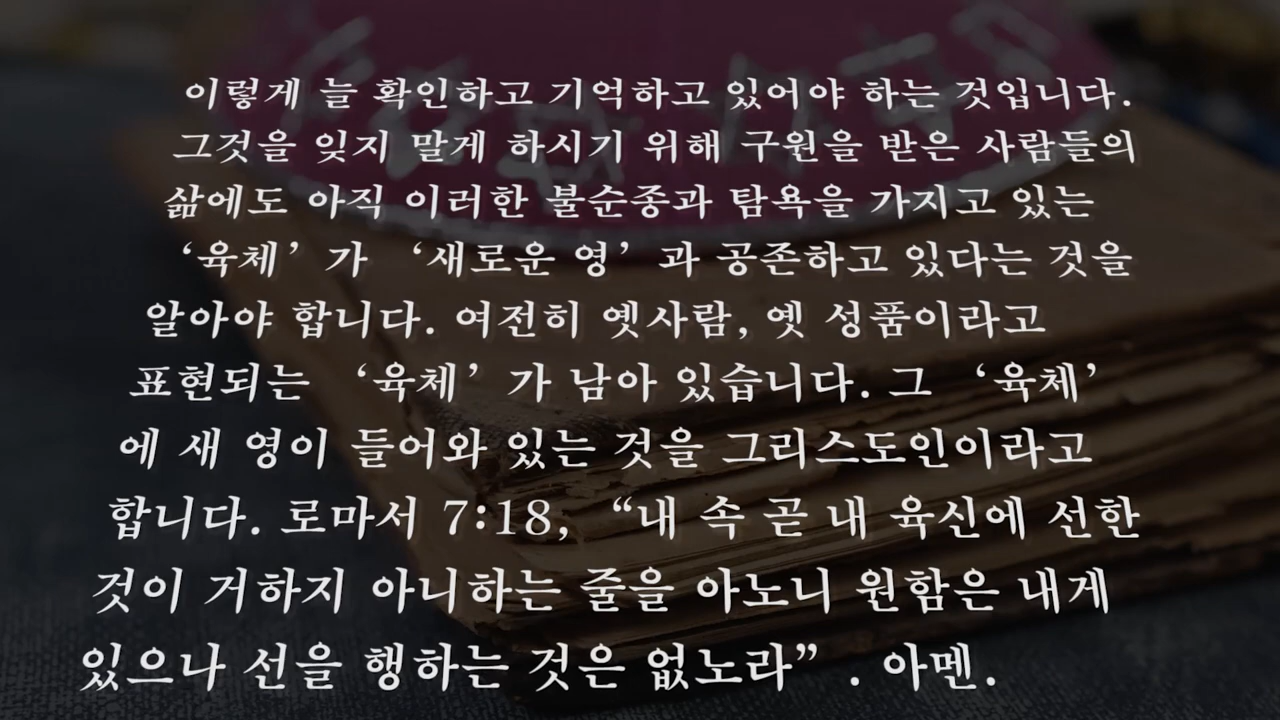 이렇게 늘 확인하고 기억하고 있어야 하는 것입니다.
그것을 잊지 말게 하시기 위해 구원을 받은 사람들의
삶에도 아직 이러한 불순종과 탐욕을 가지고 있는
‘육체’ 가 ‘새로운 영’ 과 공존하고 있다는 것을
알아야 합니다. 여전히 옛사람, 옛 성품이라고
표현되는 ‘육체’ 가 남아 있습니다. 그 ‘육체’
에 새 영이 들어와 있는 것을 그리스도인이라고
합니다. 로마서 7:18, “내 속 곧 내 육신에 선한
것이 거하지 아니하는 줄을 아노니 원함은 내게
있으나 선을 행하는 것은 없노라” . 아멘.